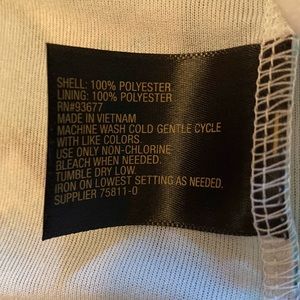 SHELL: 100% POLYESTER
LINING: 100% POLYESTER
RN#93677
MADE IN VIETNAM
MACHINE WASH COLD GENTLE CYCLE
WITH LIKE COLORS.
USE ONLY NON-CHLORINE
BLEACH WHEN NEEDED.
TUMBLE DRY LOW.
IRON ON LOWEST SETTING AS NEEDED.
SUPPLIER 75811-0